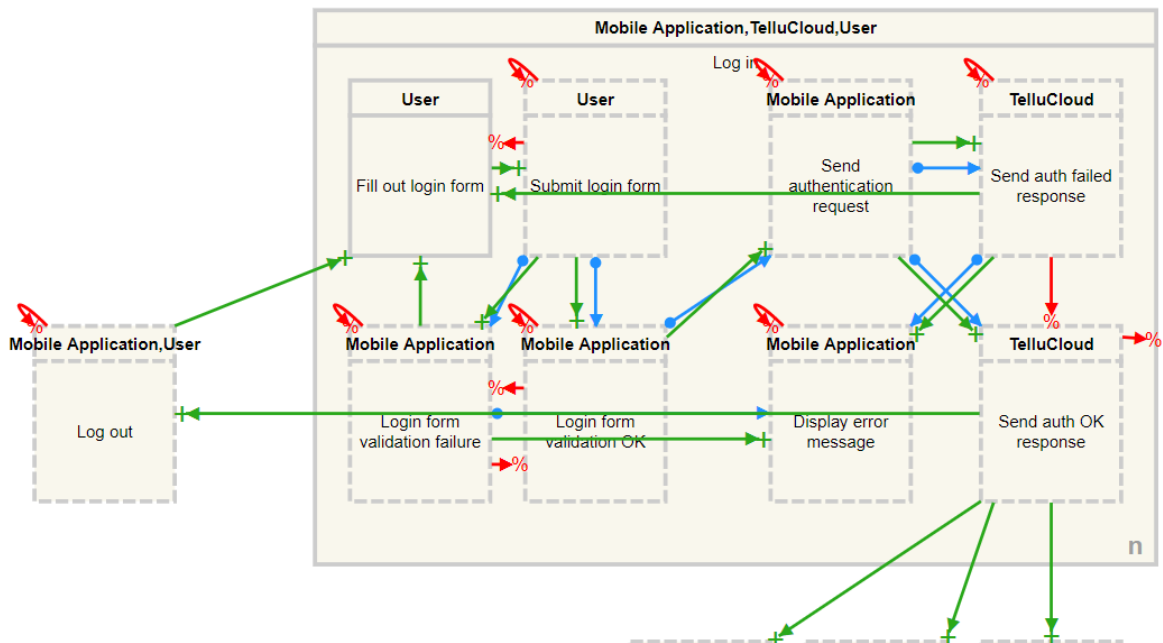 Mobile Application,TelluCloud,User
Log in
User
User
Mobile Application
TelluCloud
Fill out login form
Submit login form
Send
authentication
request
Send auth failed
response
Mobile Application,User
Mobile Application
Mobile Application
Mobile Application
TelluCloud
Log out
Login form
validation failure
Login form
validation OK
Display error
message
Send auth OK
response
n